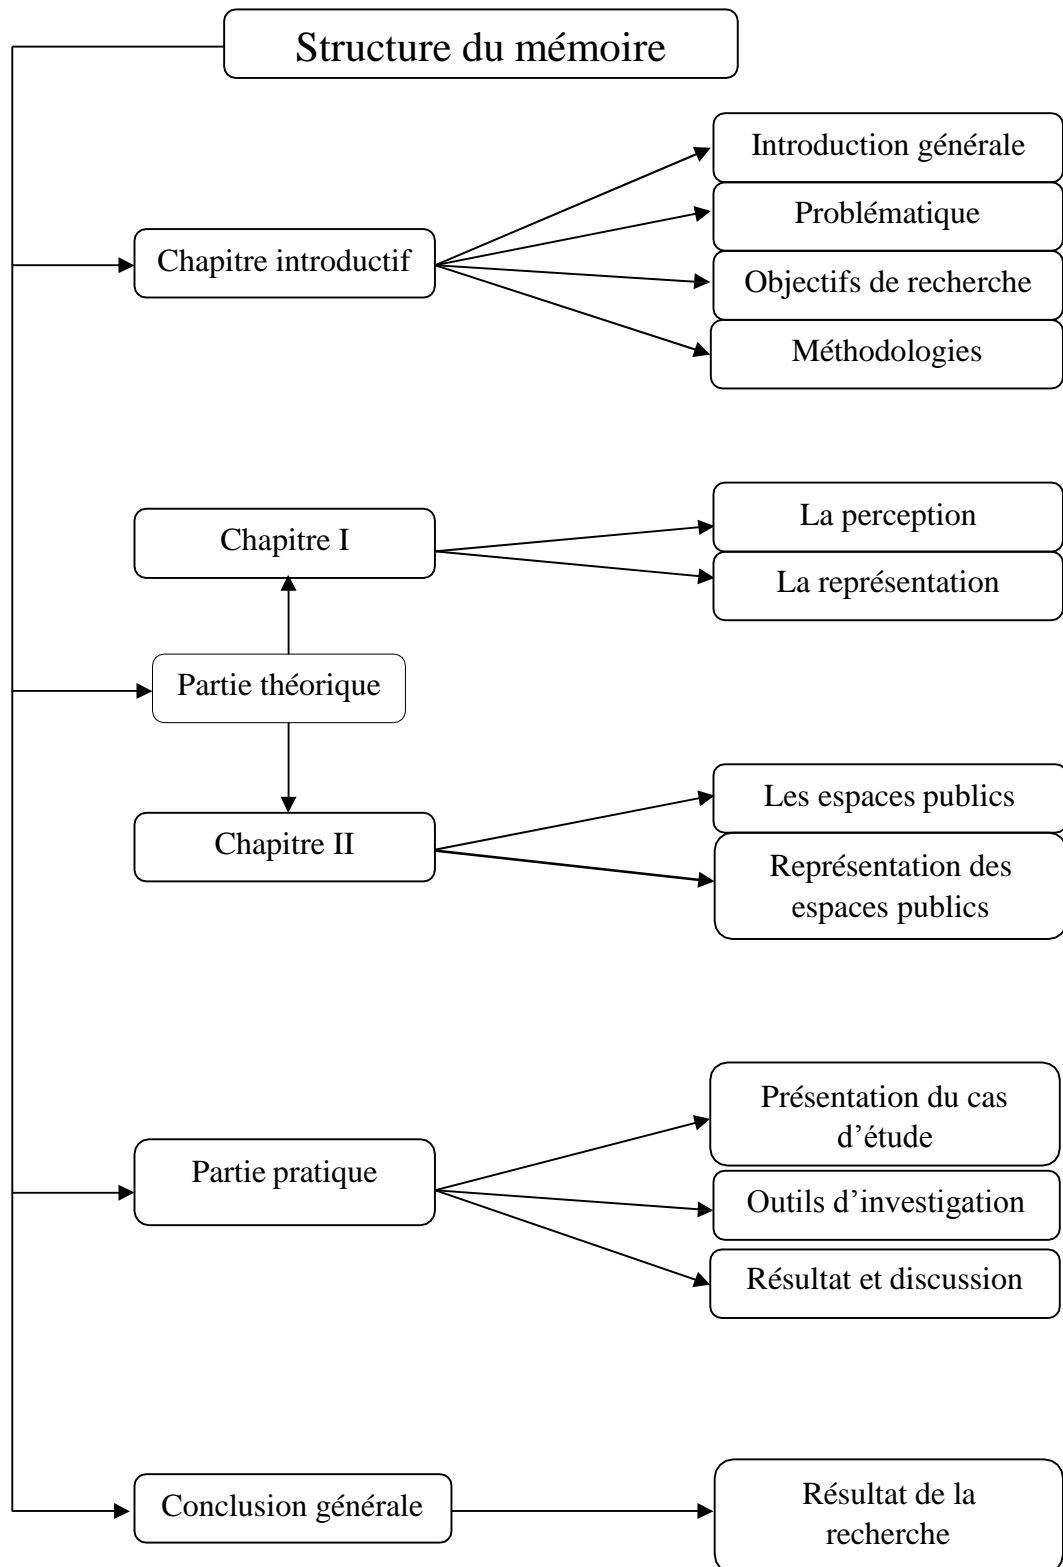 Structure du mémoire
Introduction générale
Problématique
Chapitre introductif
Objectifs de recherche
Méthodologies
La perception
Chapitre I
La représentation
Partie théorique
Les espaces publics
Chapitre II
Représentation des
espaces publics
Présentation du cas
d’étude
Partie pratique
Outils d’investigation
Résultat et discussion
Conclusion générale
Résultat de la
recherche